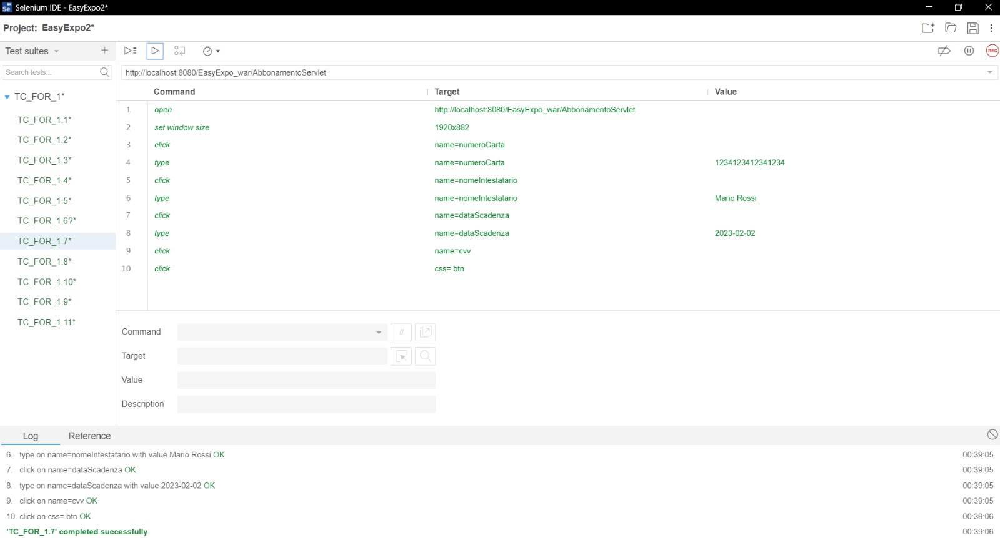 Selenium IDE - EasyExpo2*
Project: EasyExpo2*
Test suites
+
Search tests...
http://localhost:8080/EasyExpo_war/AbbonamentoServlet
REC
Command Target Value
TC_FOR_1*
TC_FOR_1.1*
TC_FOR_1.2*
TC_FOR_1.3*
TC_FOR_1.4*
TC_FOR_1.5*
TC_FOR_1.6?*
TC_FOR_1.7*
TC_FOR_1.8*
TC_FOR_1.10*
TC_FOR_1.9*
TC_FOR_1.11*
1 open http://localhost:8080/EasyExpo_war/AbbonamentoServlet
2 set window size 1920x882
3 click name=numeroCarta
4 type name=numeroCarta 1234123412341234
5 click name=nomeIntestatario
6 type name=nomeIntestatario Mario Rossi
7 click name=dataScadenza
8 type name=dataScadenza 2023-02-02
9 click name=cvv
10 click css=.btn
Command //
Target
Value
Description
Log Reference
6. type on name=nomeIntestatario with value Mario Rossi OK 00:39:05
7. click on name=dataScadenza OK 00:39:05
8. type on name=dataScadenza with value 2023-02-02 OK 00:39:05
9. click on name=cvv OK 00:39:05
10. click on css=.btn OK 00:39:06
'TC_FOR_1.7' completed successfully 00:39:06